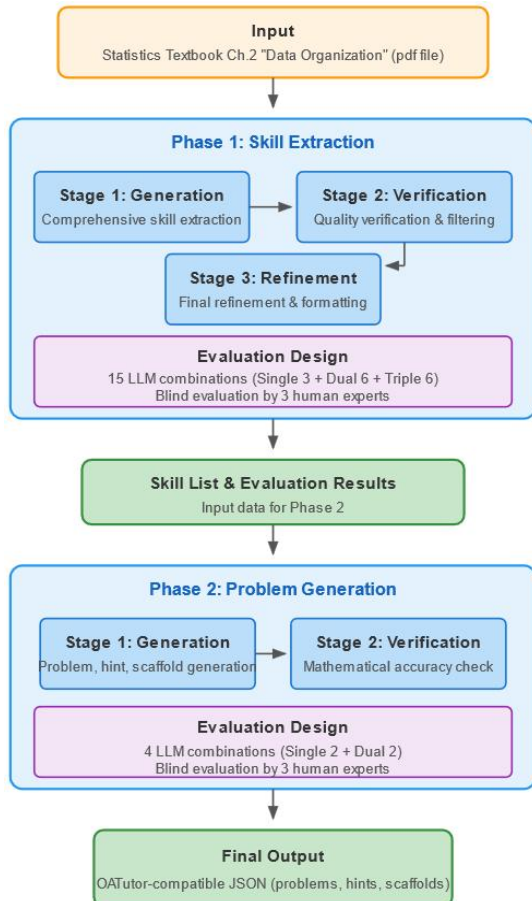 Input
Statistics Textbook Ch.2 "Data Organization" (pdf file)
Phase 1: Skill Extraction
Stage 1: Generation
Comprehensive skill extraction
Stage 2: Verification
Quality verification & filtering
Stage 3: Refinement
Final refinement & formatting
Evaluation Design
15 LLM combinations (Single 3 + Dual 6 + Triple 6)
Blind evaluation by 3 human experts
Skill List & Evaluation Results
Input data for Phase 2
Phase 2: Problem Generation
Stage 1: Generation
Problem, hint, scaffold generation
Stage 2: Verification
Mathematical accuracy check
Evaluation Design
4 LLM combinations (Single 2 + Dual 2)
Blind evaluation by 3 human experts
Final Output
OATutor-compatible JSON (problems, hints, scaffolds)